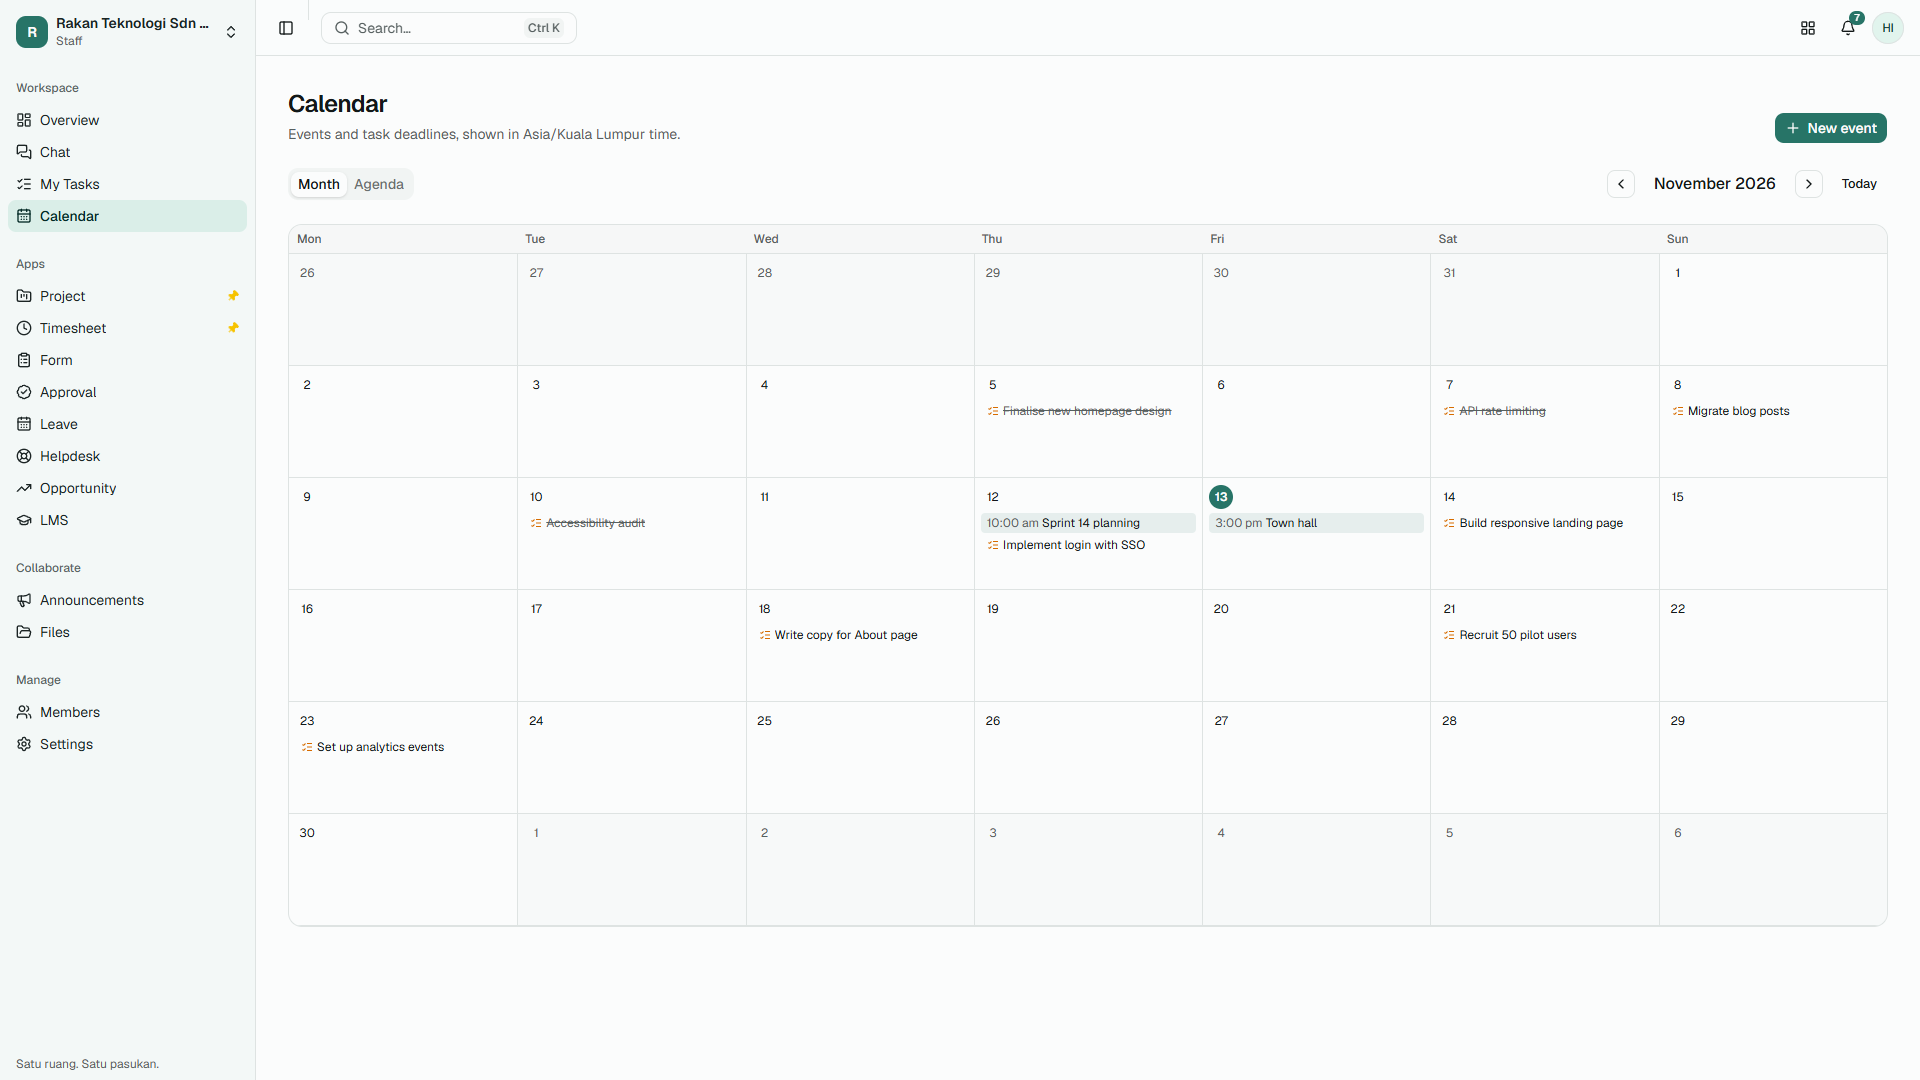 R
Rakan Teknologi Sdn ...
Staff
Search...
Ctrl K
7
HI
Workspace
Overview
Chat
My Tasks
Calendar
Apps
Project
Timesheet
Form
Approval
Leave
Helpdesk
Opportunity
LMS
Collaborate
Announcements
Files
Manage
Members
Settings
Satu ruang. Satu pasukan.
Calendar
Events and task deadlines, shown in Asia/Kuala Lumpur time.
New event
Month Agenda
November 2026
Today
Mon Tue Wed Thu Fri Sat Sun
26 27 28 29 30 31 1
2 3 4 5 6 7 8
Finalise new homepage design
API rate limiting
Migrate blog posts
9 10 11 12 13 14 15
Accessibility audit
10:00 am Sprint 14 planning
3:00 pm Town hall
Build responsive landing page
Implement login with SSO
16 17 18 19 20 21 22
Write copy for About page
Recruit 50 pilot users
23 24 25 26 27 28 29
Set up analytics events
30 1 2 3 4 5 6